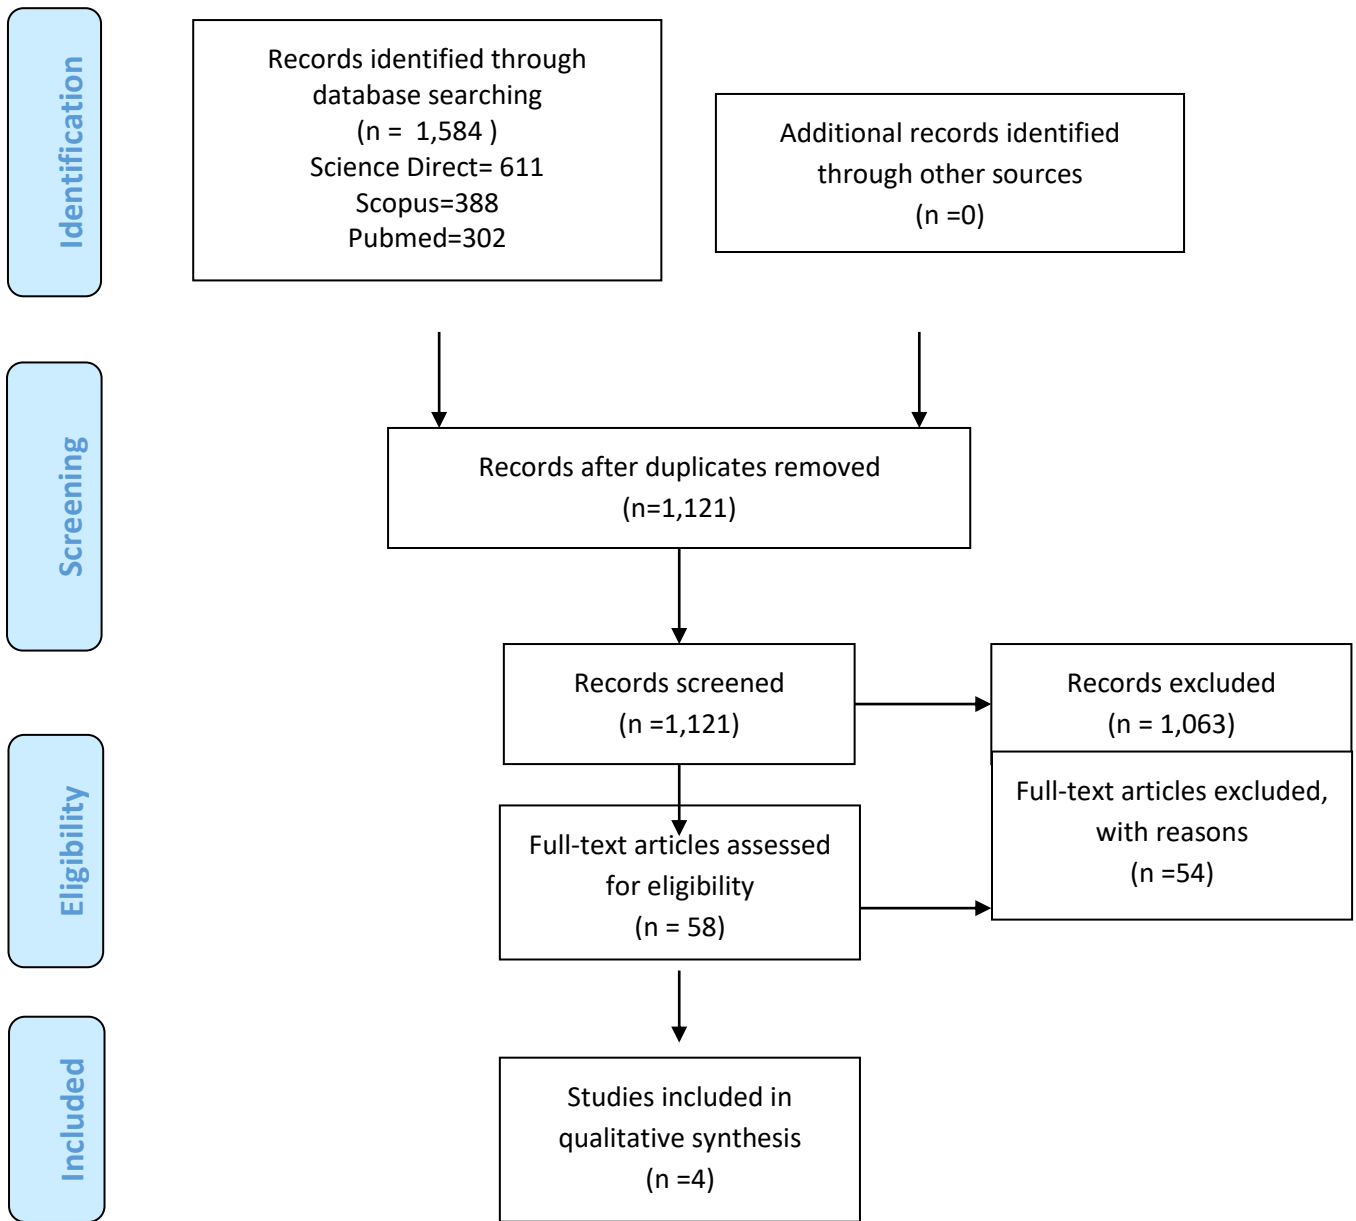 Identification
Records identified through
database searching
(n = 1,584 )
Science Direct= 611
Scopus=388
Pubmed=302
Additional records identified
through other sources
(n =0)
Screening
Records after duplicates removed
(n=1,121)
Records screened
(n =1,121)
Records excluded
(n = 1,063)
Eligibility
Full-text articles assessed
for eligibility
(n = 58)
Full-text articles excluded,
with reasons
(n =54)
Included
Studies included in
qualitative synthesis
(n =4)